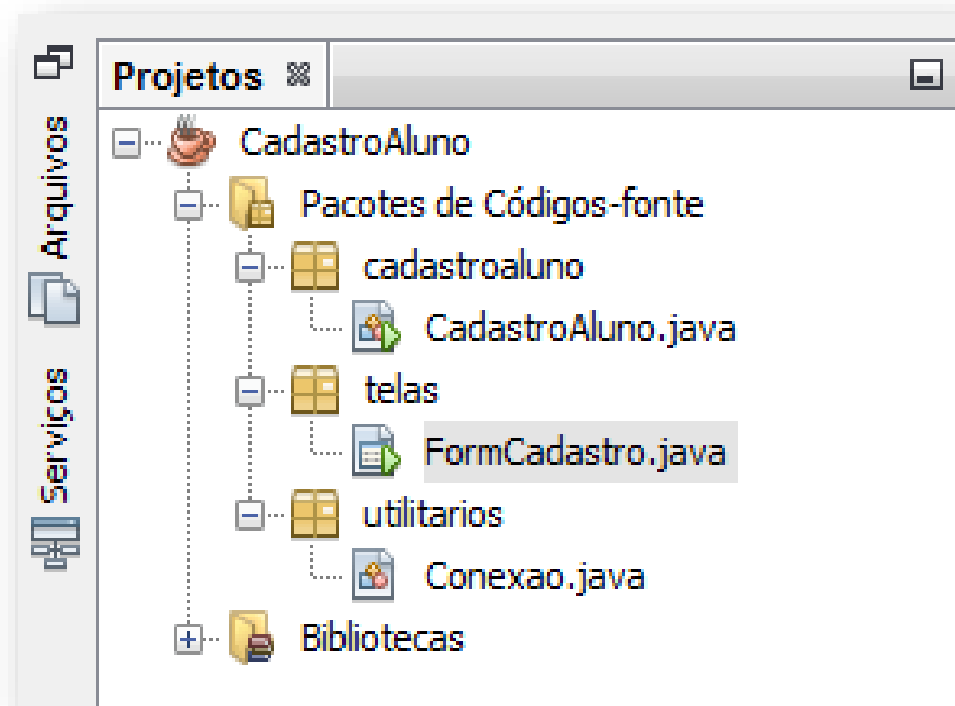 Projetos
Arquivos
Serviços
CadastroAluno
Pacotes de Códigos-fonte
cadastroaluno
CadastroAluno.java
telas
FormCadastro.java
utilitarios
Conexao.java
Bibliotecas